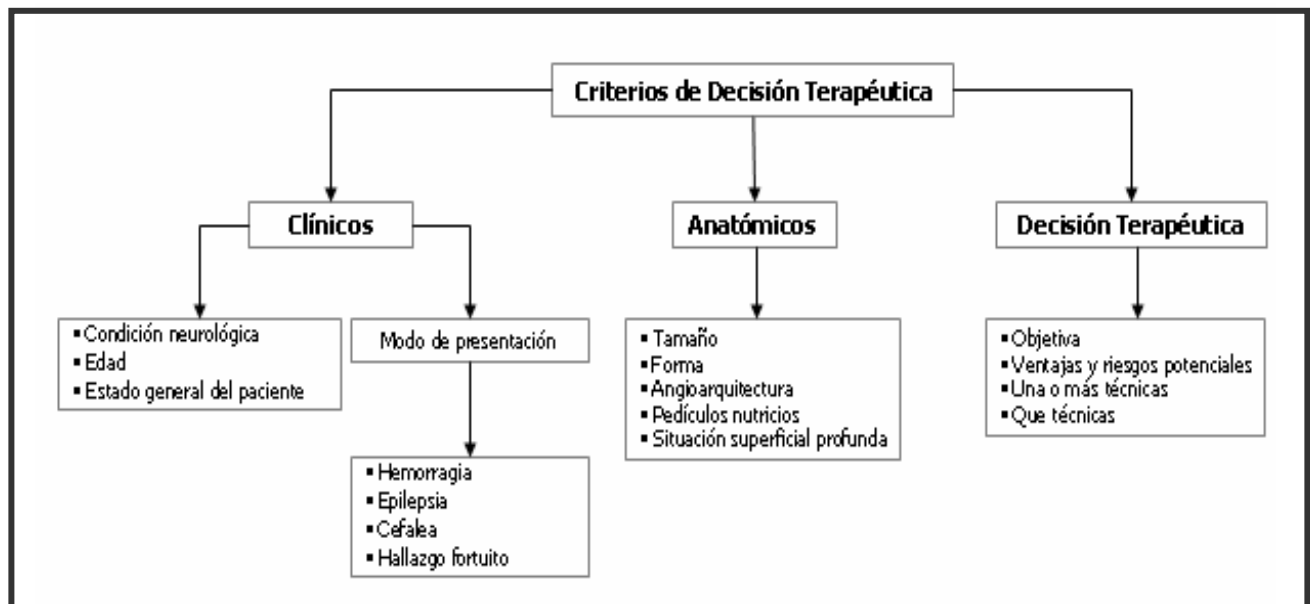 Criterios de Decisión Terapéutica
Clínicos
Anatómicos
Decisión Terapéutica
▪ Condición neurológica
▪ Edad
▪ Estado general del paciente
Modo de presentación
▪ Hemorragia
▪ Epilepsia
▪ Cefalea
▪ Hallazgo fortuito
▪ Tamaño
▪ Forma
▪ Angioarquitectura
▪ Pedículos nutricios
▪ Situación superficial profunda
▪ Objetiva
▪ Ventajas y riesgos potenciales
▪ Una o más técnicas
▪ Que técnicas